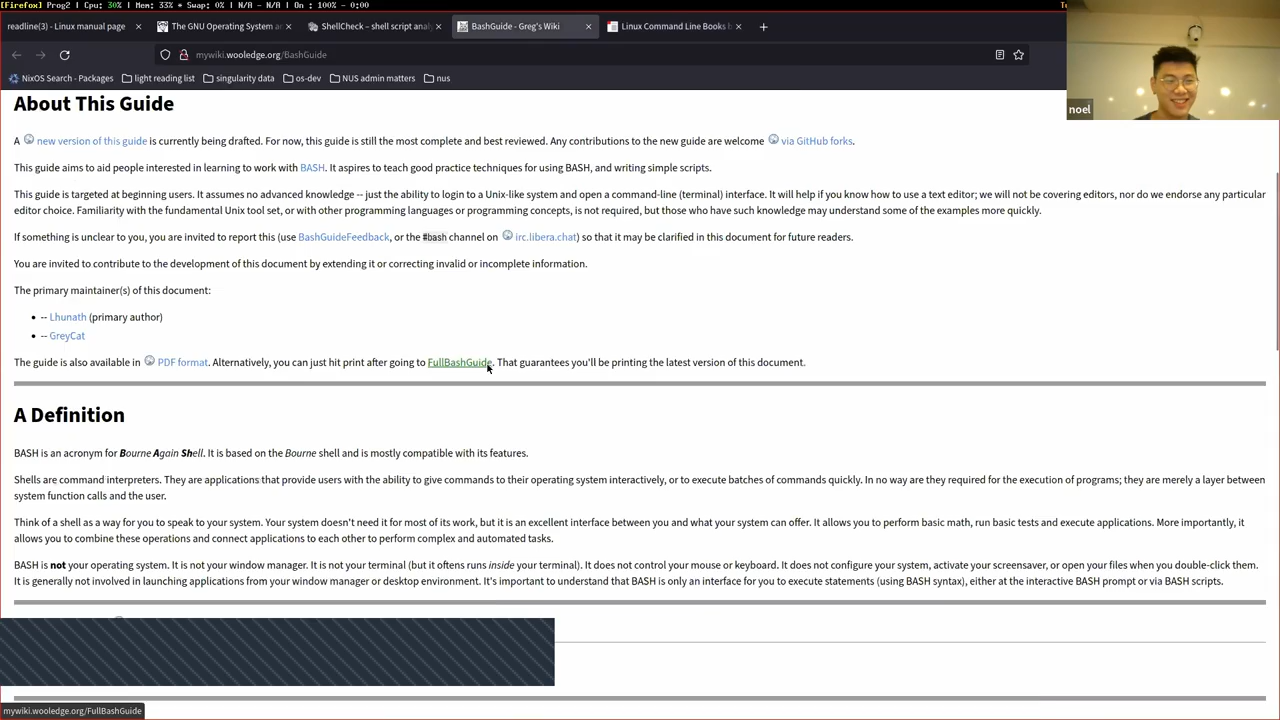 [Firefox] Prog2 | Cpu: 30% | Mem: 33% * Swap: 0% | N/A - N/A | On : 100% - 0:00
readline(3) - Linux manual page
The GNU Operating System a
ShellCheck – shell script analy
BashGuide - Greg's Wiki
Linux Command Line Books b
mywiki.wooledge.org/BashGuide
NixOS Search - Packages
light reading list
singularity data
os-dev
NUS admin matters
nus
noel
About This Guide
A new version of this guide is currently being drafted. For now, this guide is still the most complete and best reviewed. Any contributions to the new guide are welcome via GitHub forks.
This guide aims to aid people interested in learning to work with BASH. It aspires to teach good practice techniques for using BASH, and writing simple scripts.
This guide is targeted at beginning users. It assumes no advanced knowledge -- just the ability to login to a Unix-like system and open a command-line (terminal) interface. It will help if you know how to use a text editor; we will not be covering editors, nor do we endorse any particular
editor choice. Familiarity with the fundamental Unix tool set, or with other programming languages or programming concepts, is not required, but those who have such knowledge may understand some of the examples more quickly.
If something is unclear to you, you are invited to report this (use BashGuideFeedback, or the #bash channel on irc.libera.chat) so that it may be clarified in this document for future readers.
You are invited to contribute to the development of this document by extending it or correcting invalid or incomplete information.
The primary maintainer(s) of this document:
• -- Lhunath (primary author)
• -- GreyCat
The guide is also available in PDF format. Alternatively, you can just hit print after going to FullBashGuide. That guarantees you'll be printing the latest version of this document.
A Definition
BASH is an acronym for Bourne Again Shell. It is based on the Bourne shell and is mostly compatible with its features.
Shells are command interpreters. They are applications that provide users with the ability to give commands to their operating system interactively, or to execute batches of commands quickly. In no way are they required for the execution of programs; they are merely a layer between
system function calls and the user.
Think of a shell as a way for you to speak to your system. Your system doesn't need it for most of its work, but it is an excellent interface between you and what your system can offer. It allows you to perform basic math, run basic tests and execute applications. More importantly, it
allows you to combine these operations and connect applications to each other to perform complex and automated tasks.
BASH is not your operating system. It is not your window manager. It is not your terminal (but it oftens runs inside your terminal). It does not control your mouse or keyboard. It does not configure your system, activate your screensaver, or open your files when you double-click them.
It is generally not involved in launching applications from your window manager or desktop environment. It's important to understand that BASH is only an interface for you to execute statements (using BASH syntax), either at the interactive BASH prompt or via BASH scripts.
mywiki.wooledge.org/FullBashGuide